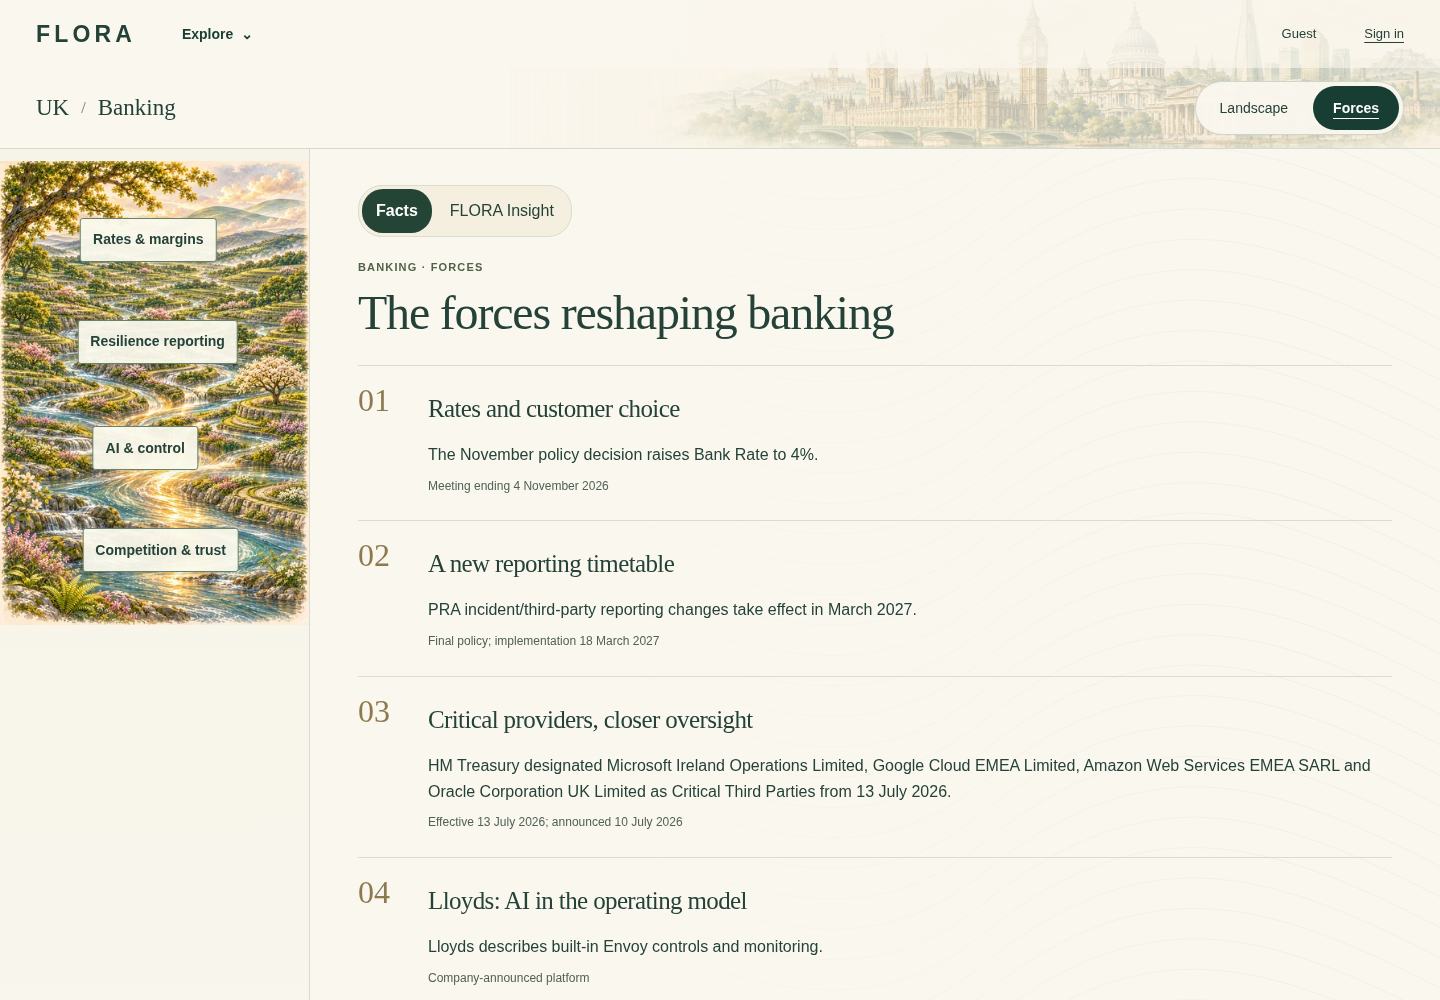 FLORA
Explore
Guest
Sign in
UK / Banking
Landscape
Forces
Rates & margins
Resilience reporting
AI & control
Competition & trust
Facts
FLORA Insight
BANKING · FORCES
The forces reshaping banking
01
Rates and customer choice
The November policy decision raises Bank Rate to 4%.
Meeting ending 4 November 2026
02
A new reporting timetable
PRA incident/third-party reporting changes take effect in March 2027.
Final policy; implementation 18 March 2027
03
Critical providers, closer oversight
HM Treasury designated Microsoft Ireland Operations Limited, Google Cloud EMEA Limited, Amazon Web Services EMEA SARL and
Oracle Corporation UK Limited as Critical Third Parties from 13 July 2026.
Effective 13 July 2026; announced 10 July 2026
04
Lloyds: AI in the operating model
Lloyds describes built-in Envoy controls and monitoring.
Company-announced platform